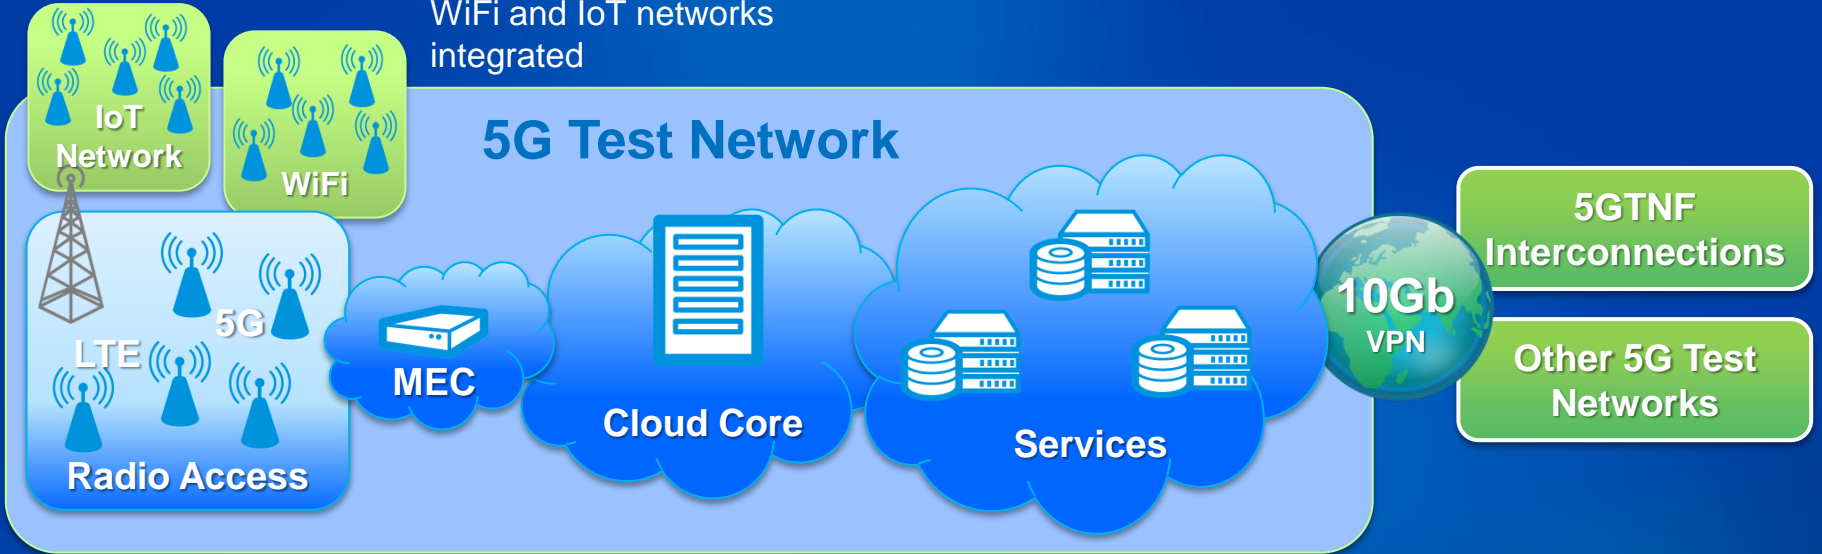 WiFi and IoT networks
integrated
IoT
Network
WiFi
5G Test Network
5G
LTE
Radio Access
MEC
Cloud Core
Services
10Gb
VPN
5GTNF
Interconnections
Other 5G Test
Networks